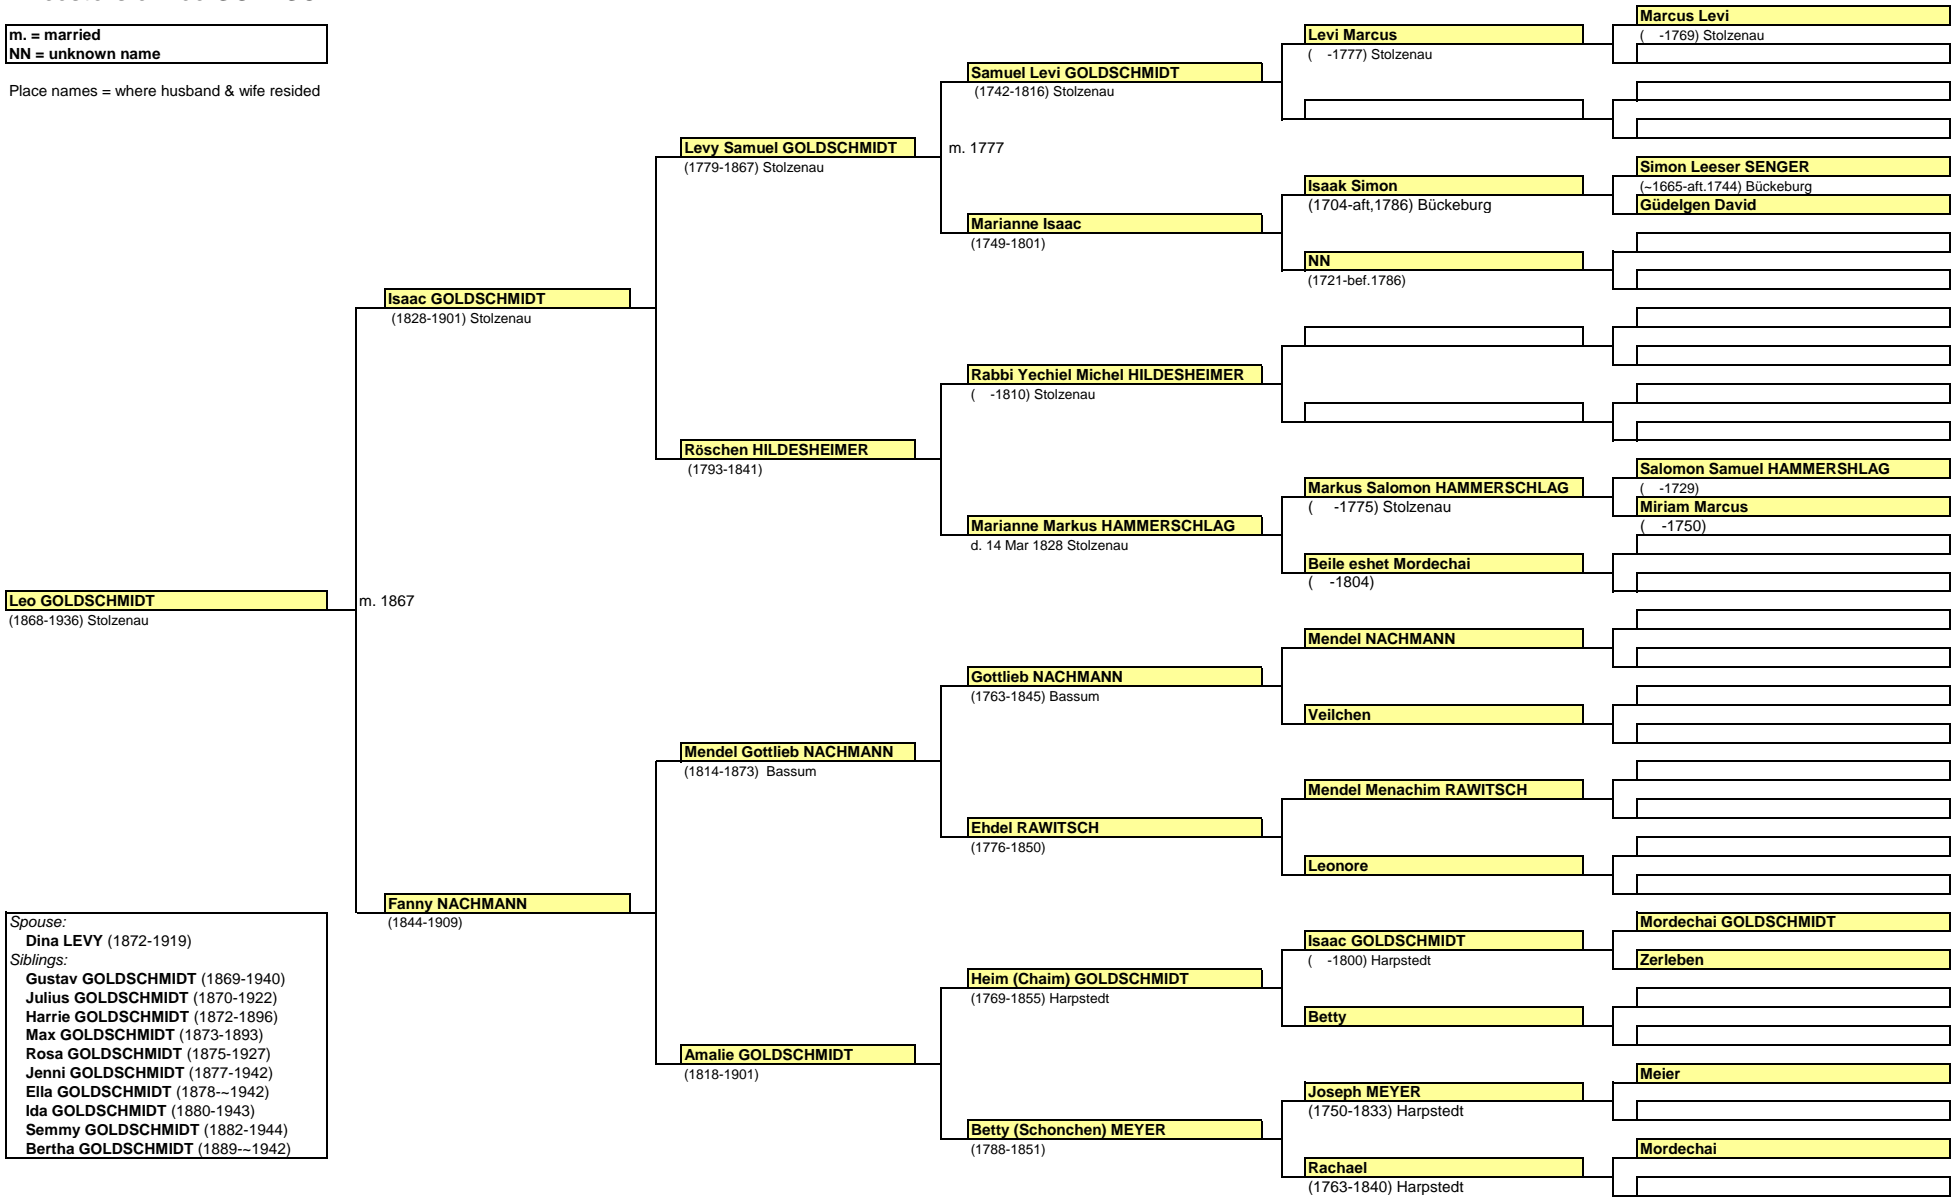 m. = married
NN = unknown name
Place names = where husband & wife resided
Leo GOLDSCHMIDT
(1868-1936) Stolzenau
m. 1867
Spouse:
Dina LEVY (1872-1919)
Siblings:
Gustav GOLDSCHMIDT (1869-1940)
Julius GOLDSCHMIDT (1870-1922)
Harrie GOLDSCHMIDT (1872-1896)
Max GOLDSCHMIDT (1873-1893)
Rosa GOLDSCHMIDT (1875-1927)
Jenni GOLDSCHMIDT (1877-1942)
Ella GOLDSCHMIDT (1878-~1942)
Ida GOLDSCHMIDT (1880-1943)
Semmy GOLDSCHMIDT (1882-1944)
Bertha GOLDSCHMIDT (1889-~1942)
Isaac GOLDSCHMIDT
(1828-1901) Stolzenau
Fanny NACHMANN
(1844-1909)
Levy Samuel GOLDSCHMIDT
(1779-1867) Stolzenau
m. 1777
Röschen HILDESHEIMER
(1793-1841)
Mendel Gottlieb NACHMANN
(1814-1873) Bassum
Amalie GOLDSCHMIDT
(1818-1901)
Samuel Levi GOLDSCHMIDT
(1742-1816) Stolzenau
Marianne Isaac
(1749-1801)
Rabbi Yechiel Michel HILDESHEIMER
( -1810) Stolzenau
Marianne Markus HAMMERSCHLAG
d. 14 Mar 1828 Stolzenau
Gottlieb NACHMANN
(1763-1845) Bassum
Ehdel RAWITSCH
(1776-1850)
Heim (Chaim) GOLDSCHMIDT
(1769-1855) Harpstedt
Betty (Schonchen) MEYER
(1788-1851)
Levi Marcus
( -1777) Stolzenau
Isaak Simon
(1704-aft,1786) Bückeburg
NN
(1721-bef.1786)
Markus Salomon HAMMERSCHLAG
( -1775) Stolzenau
Beile eshet Mordechai
( -1804)
Mendel NACHMANN
Veilchen
Mendel Menachim RAWITSCH
Leonore
Isaac GOLDSCHMIDT
( -1800) Harpstedt
Betty
Joseph MEYER
(1750-1833) Harpstedt
Rachael
(1763-1840) Harpstedt
Marcus Levi
( -1769) Stolzenau
Simon Leeser SENGER
(~1665-aft.1744) Bückeburg
Güdelgen David
Salomon Samuel HAMMERSHLAG
( -1729)
Miriam Marcus
( -1750)
Mordechai GOLDSCHMIDT
Zerleben
Meier
Mordechai